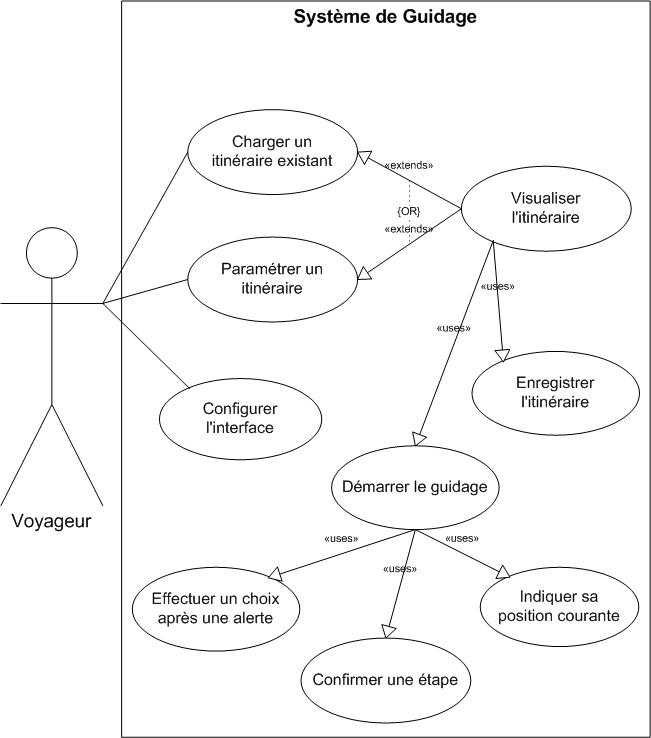 Système de Guidage
Charger un
itinéraire existant
«extends»
Visualiser
l'itinéraire
{OR}
«extends»
Paramétrer un
itinéraire
«uses»
«uses»
Enregistrer
l'itinéraire
Configurer
l'interface
Démarrer le guidage
Voyageur
«uses»
«uses»
«uses»
Effectuer un choix
après une alerte
Indiquer sa
position courante
Confirmer une étape